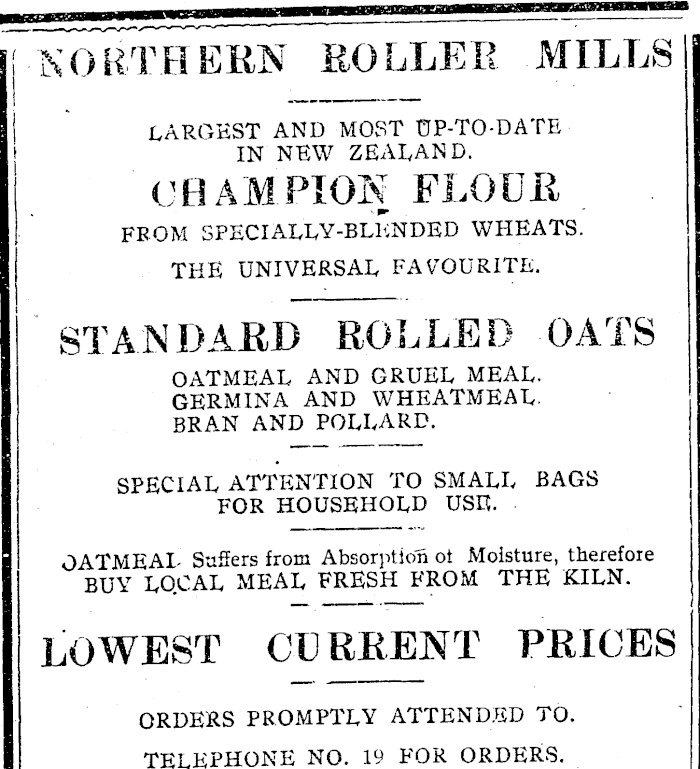 NORTHERN ROLLER MILLS
LARGEST AND MOST UP-TO-DATE
IN NEW ZEALAND.
CHAMPION FLOUR
FROM SPECIALLY-BLENDED WHEATS.
THE UNIVERSAL FAVOURITE.
STANDARD ROLLED OATS
OATMEAL AND GRUEL MEAL.
GERMINA AND WHEATMEAL.
BRAN AND POLLARD.
SPECIAL ATTENTION TO SMALL BAGS
FOR HOUSEHOLD USE.
OATMEAL Suffers from Absorption of Moisture, therefore
BUY LOCAL MEAL FRESH FROM THE KILN.
LOWEST CURRENT PRICES
ORDERS PROMPTLY ATTENDED TO.
TELEPHONE NO. 19 FOR ORDERS.